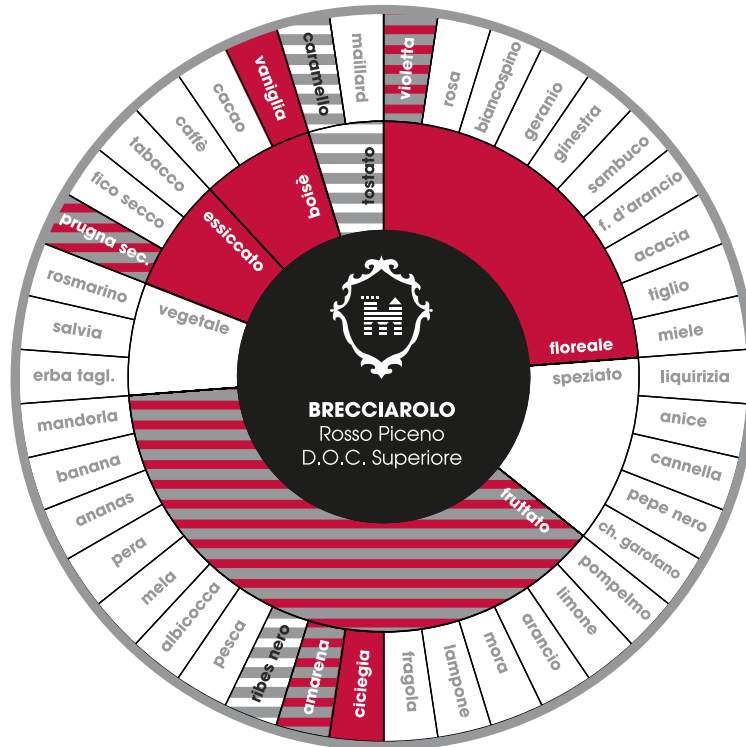 violetta
rosa
biancospino
geranio
ginestra
sambuco
f. d'arancio
acacia
tiglio
miele
liquirizia
anice
cannella
pepe nero
ch. garofano
pompelmo
limone
arancio
mora
lampone
fragola
ciciegia
amarena
ribes nero
pesca
albicocca
mela
pera
ananas
banana
mandorla
erba tagl.
salvia
rosmarino
prugna sec.
fico secco
tabacco
caffè
cacao
vaniglia
caramello
maillard
floreale
speziato
fruttato
vegetale
essiccato
boisè
tostato
BRECCIAROLO
Rosso Piceno
D.O.C. Superiore